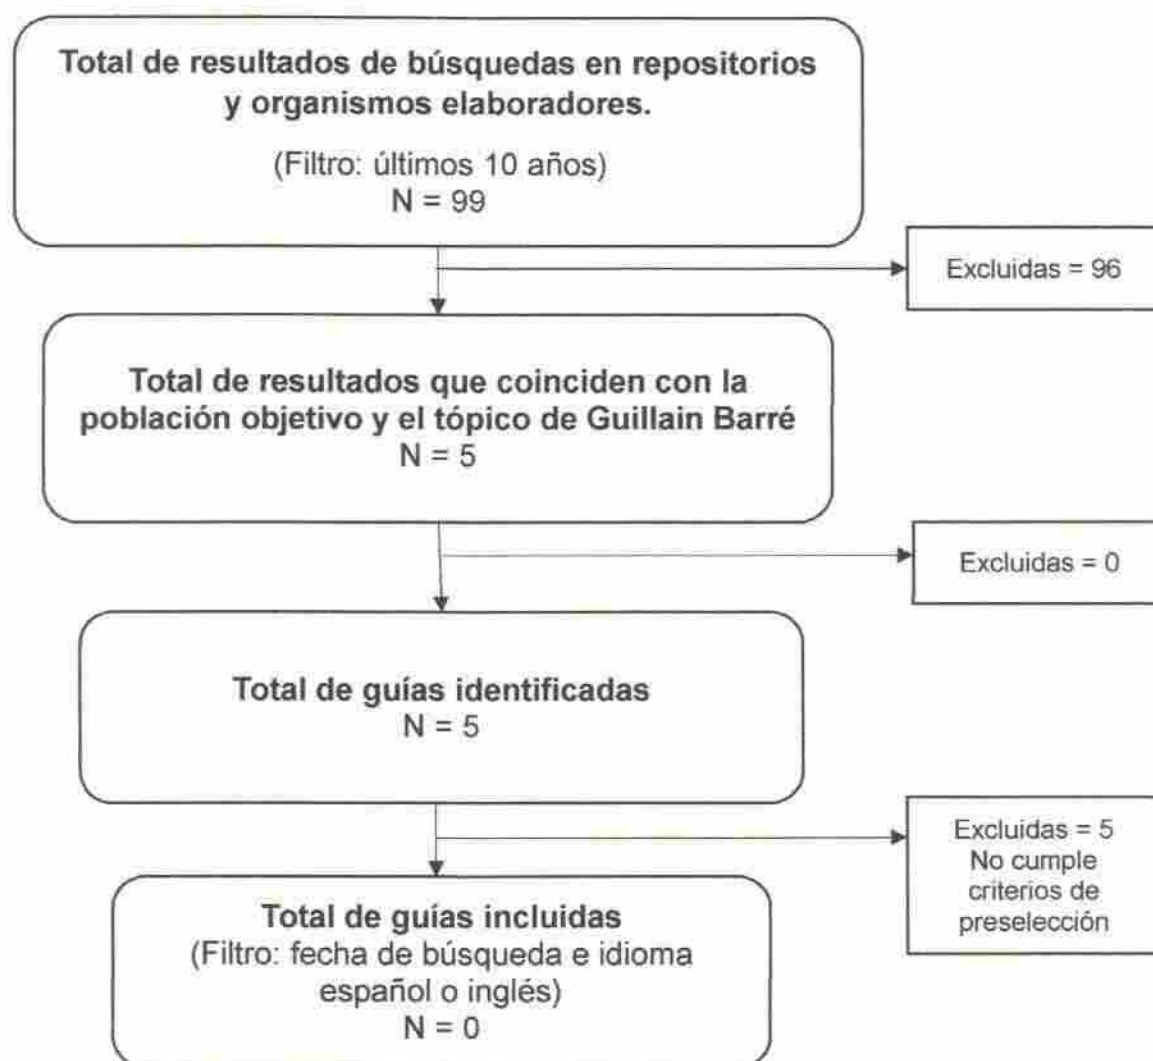 Total de resultados de búsquedas en repositorios
y organismos elaboradores.
(Filtro: últimos 10 años)
N = 99
Excluidas = 96
Total de resultados que coinciden con la
población objetivo y el tópico de Guillain Barré
N = 5
Excluidas = 0
Total de guías identificadas
N = 5
Excluidas = 5
No cumple
criterios de
preselección
Total de guías incluidas
(Filtro: fecha de búsqueda e idioma
español o inglés)
N = 0